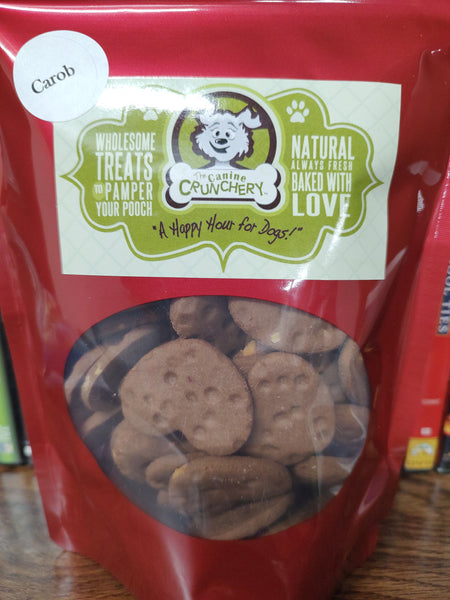 Carob
WHOLESOME
TREATS
TO PAMPER
YOUR POOCH
The Canine
CRUNCHERY
NATURAL
ALWAYS FRESH
BAKED WITH
LOVE
"A Happy Hour for Dogs!"